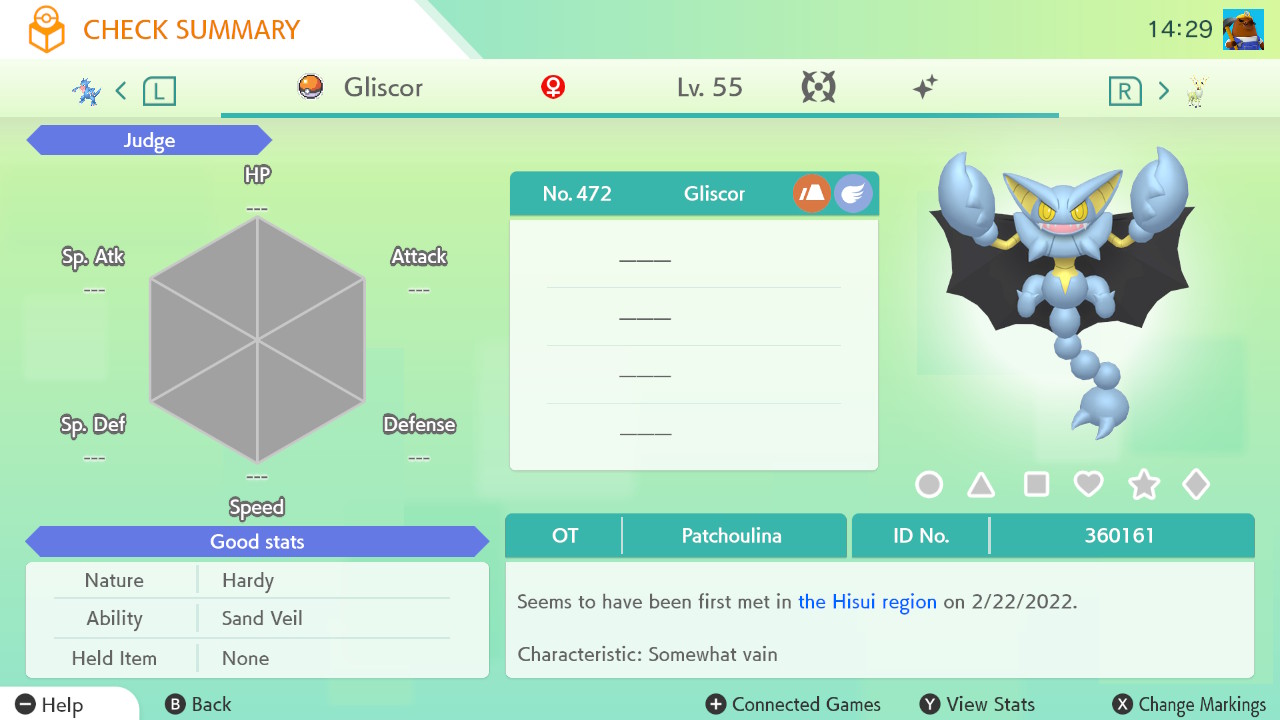 CHECK SUMMARY
14:29
L
Gliscor
Lv. 55
R
Judge
HP
---
Sp. Atk
---
Attack
---
Sp. Def
---
Defense
---
---
Speed
No. 472 Gliscor
———
———
———
———
Good stats
Nature Hardy
Ability Sand Veil
Held Item None
OT Patchoulina
ID No. 360161
Seems to have been first met in the Hisui region on 2/22/2022.
Characteristic: Somewhat vain
Help
B Back
Connected Games
Y View Stats
X Change Markings